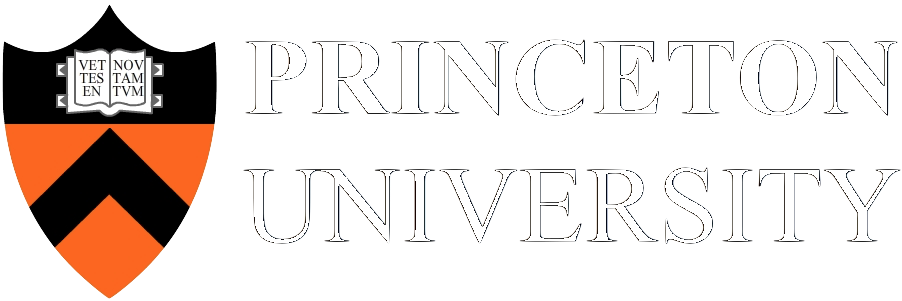 VET NOV
TES TAM
EN TVM
PRINCETON
UNIVERSITY